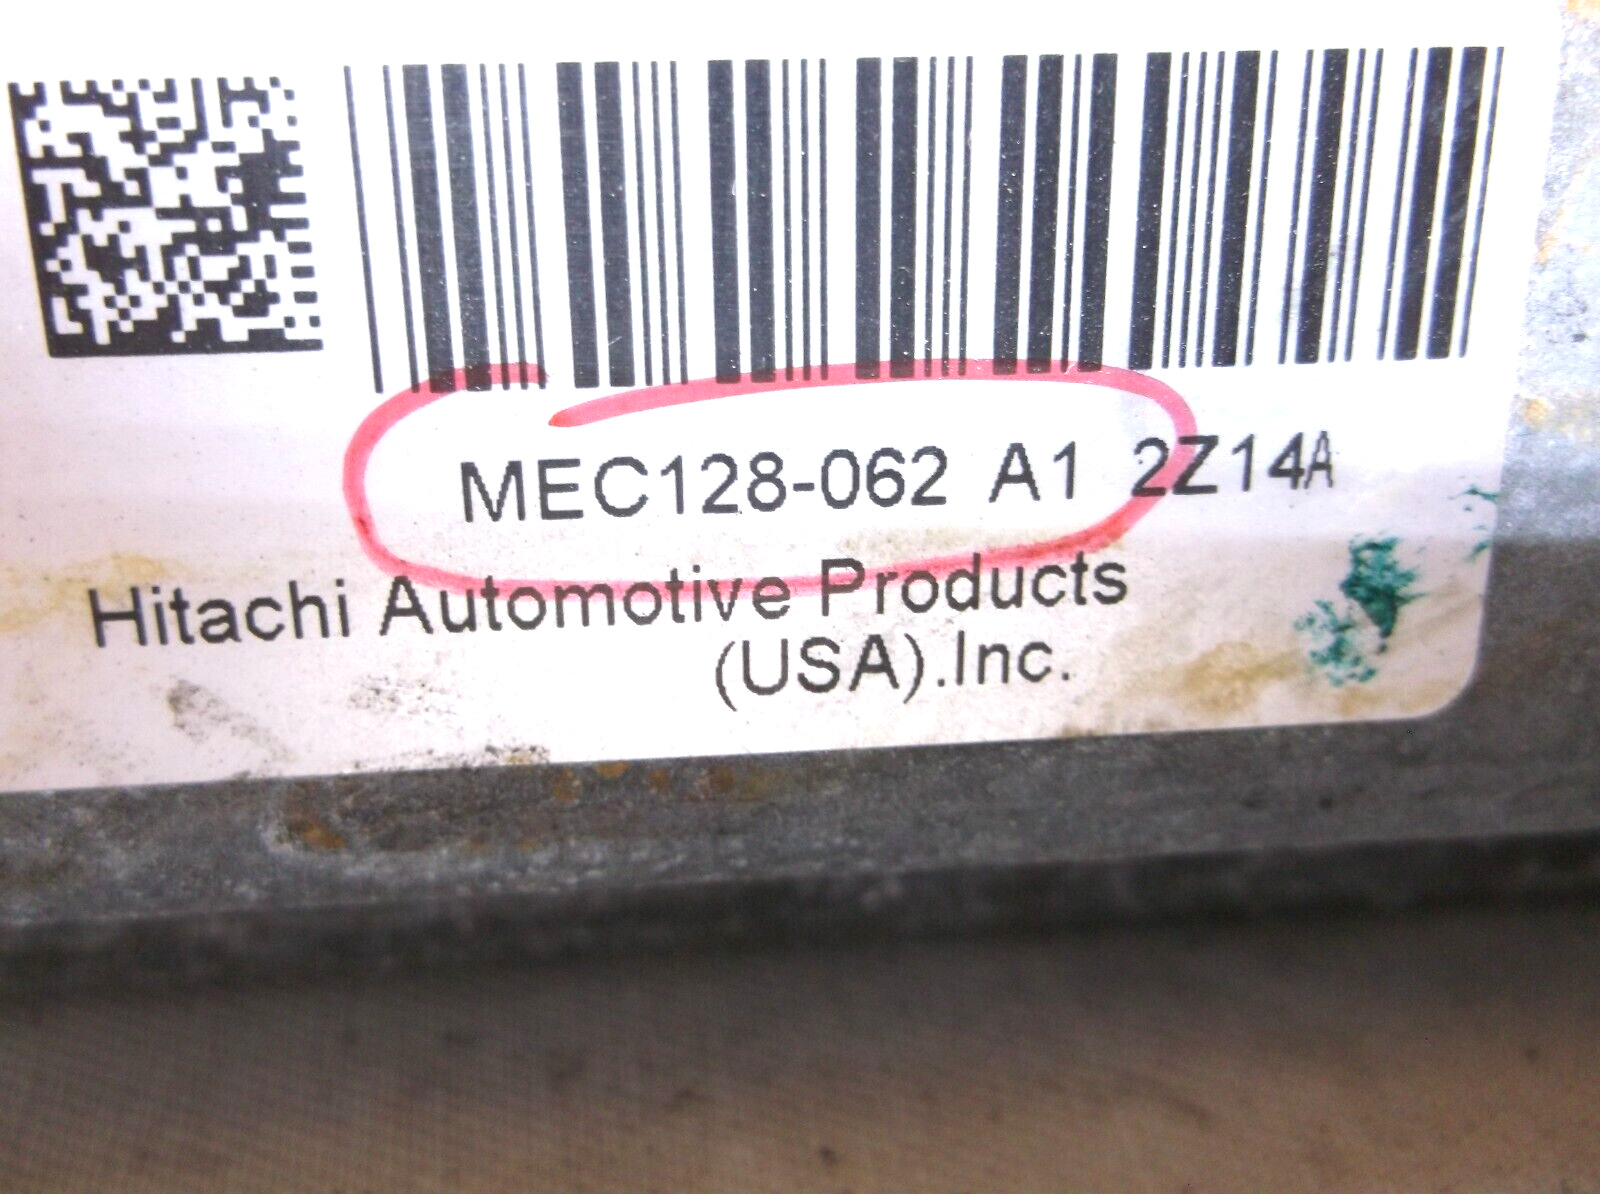 MEC128-062 A1 2Z14A
Hitachi Automotive Products
(USA).Inc.